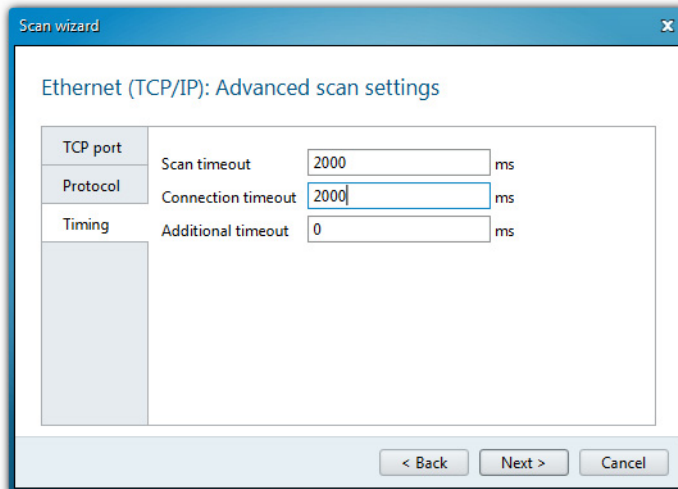 Scan wizard
x
Ethernet (TCP/IP): Advanced scan settings
TCP port
Protocol
Timing
Scan timeout 2000 ms
Connection timeout 2000 ms
Additional timeout 0 ms
< Back Next > Cancel